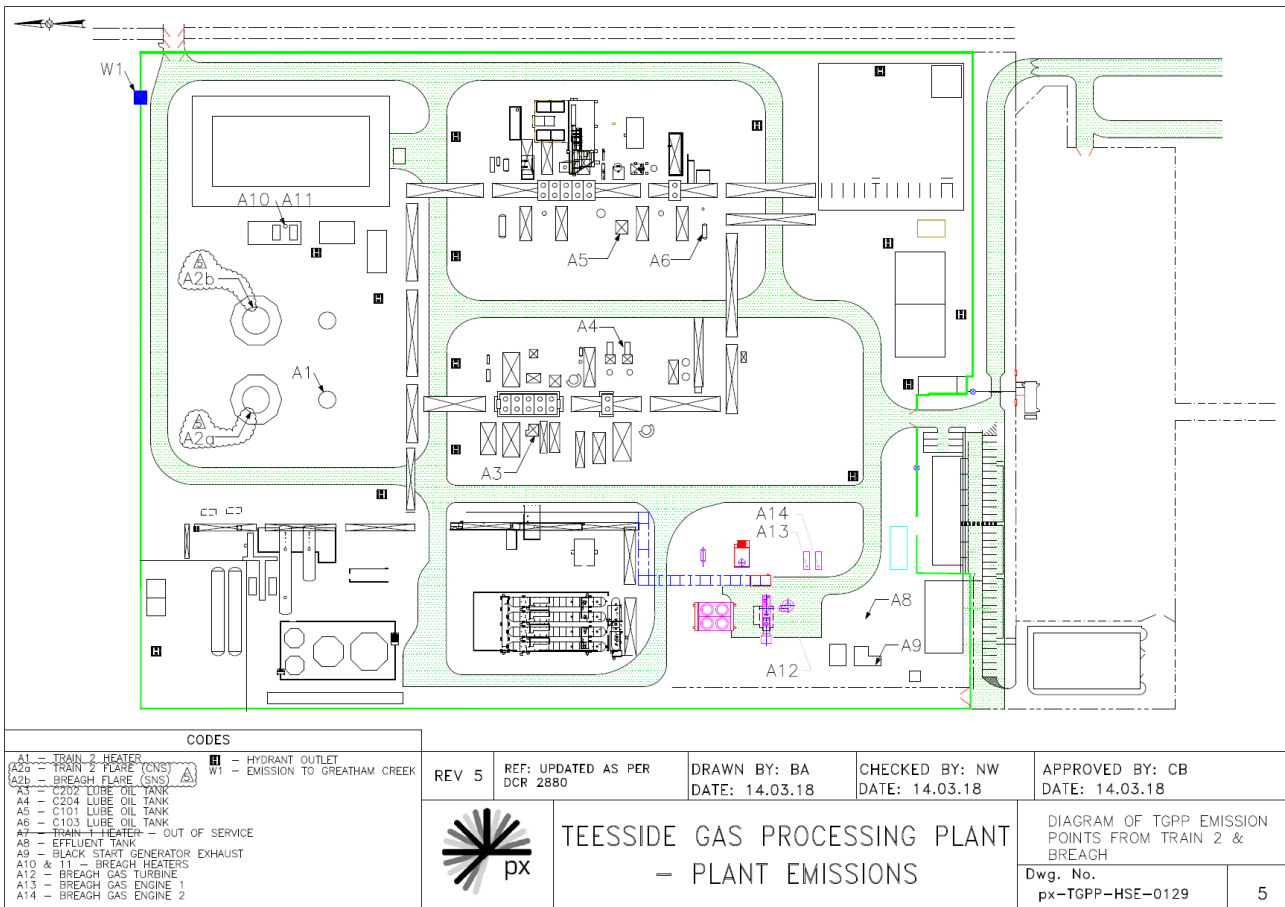 W1
H
H
H
A10 A11
A5
A6
H
H
H
5
A2b
H
H
A4
H
H
A1
5
A2a
A3
H
H
H
A14
A13
A8
A9
A12
H
CODES
A1 – TRAIN 2 HEATER
A2a – TRAIN 2 FLARE (CNS)
A2b – BREAGH FLARE (SNS)
5
A3 – C202 LUBE OIL TANK
A4 – C204 LUBE OIL TANK
A5 – C101 LUBE OIL TANK
A6 – C103 LUBE OIL TANK
A7 – TRAIN 1 HEATER – OUT OF SERVICE
A8 – EFFLUENT TANK
A9 – BLACK START GENERATOR EXHAUST
A10 & 11 – BREAGH HEATERS
A12 – BREAGH GAS TURBINE
A13 – BREAGH GAS ENGINE 1
A14 – BREAGH GAS ENGINE 2
H – HYDRANT OUTLET
W1 – EMISSION TO GREATHAM CREEK
REV 5
REF: UPDATED AS PER
DCR 2880
DRAWN BY: BA
DATE: 14.03.18
CHECKED BY: NW
DATE: 14.03.18
APPROVED BY: CB
DATE: 14.03.18
px
TEESSIDE GAS PROCESSING PLANT
– PLANT EMISSIONS
DIAGRAM OF TGPP EMISSION
POINTS FROM TRAIN 2 &
BREAGH
Dwg. No.
px–TGPP–HSE–0129
5